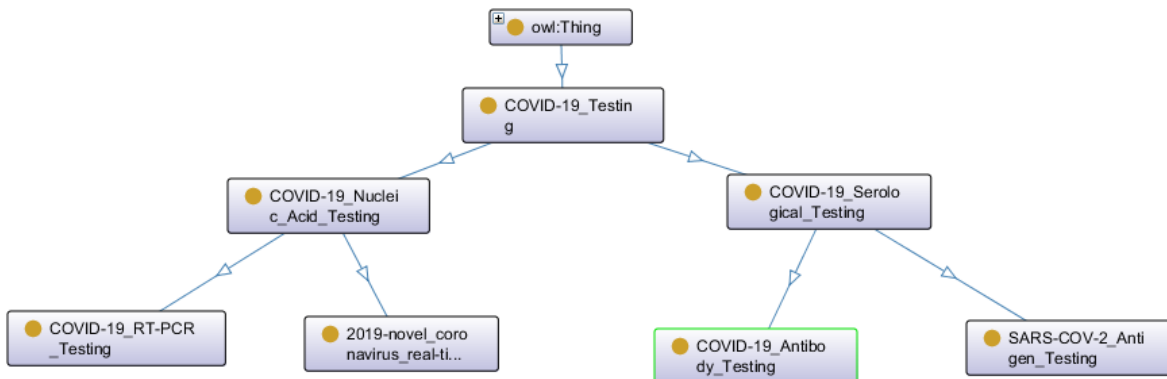 owl:Thing
COVID-19_Testin
g
COVID-19_Nuclei
c_Acid_Testing
COVID-19_Serolo
gical_Testing
COVID-19_RT-PCR
_Testing
2019-novel_coro
navirus_real-ti...
COVID-19_Antibo
dy_Testing
SARS-COV-2_Anti
gen_Testing